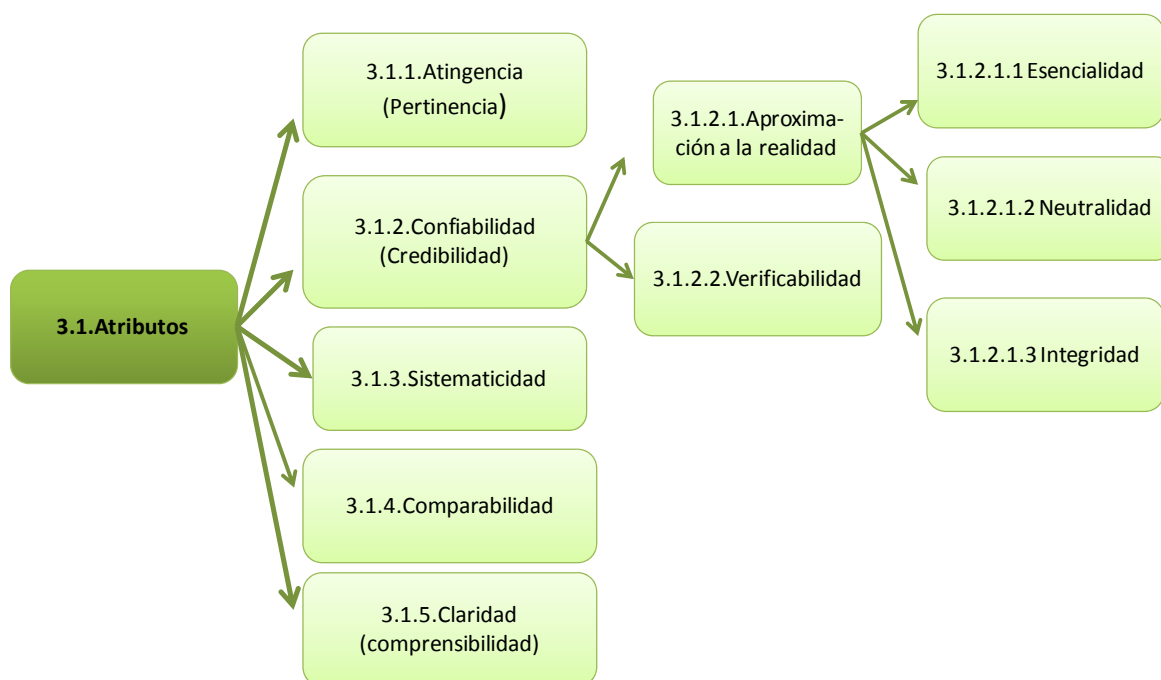 3.1.Atributos
3.1.1.Atingencia
(Pertinencia)
3.1.2.Confiabilidad
(Credibilidad)
3.1.3.Sistematicidad
3.1.4.Comparabilidad
3.1.5.Claridad
(comprensibilidad)
3.1.2.1.Aproxima-
ción a la realidad
3.1.2.2.Verificabilidad
3.1.2.1.1 Esencialidad
3.1.2.1.2 Neutralidad
3.1.2.1.3 Integridad